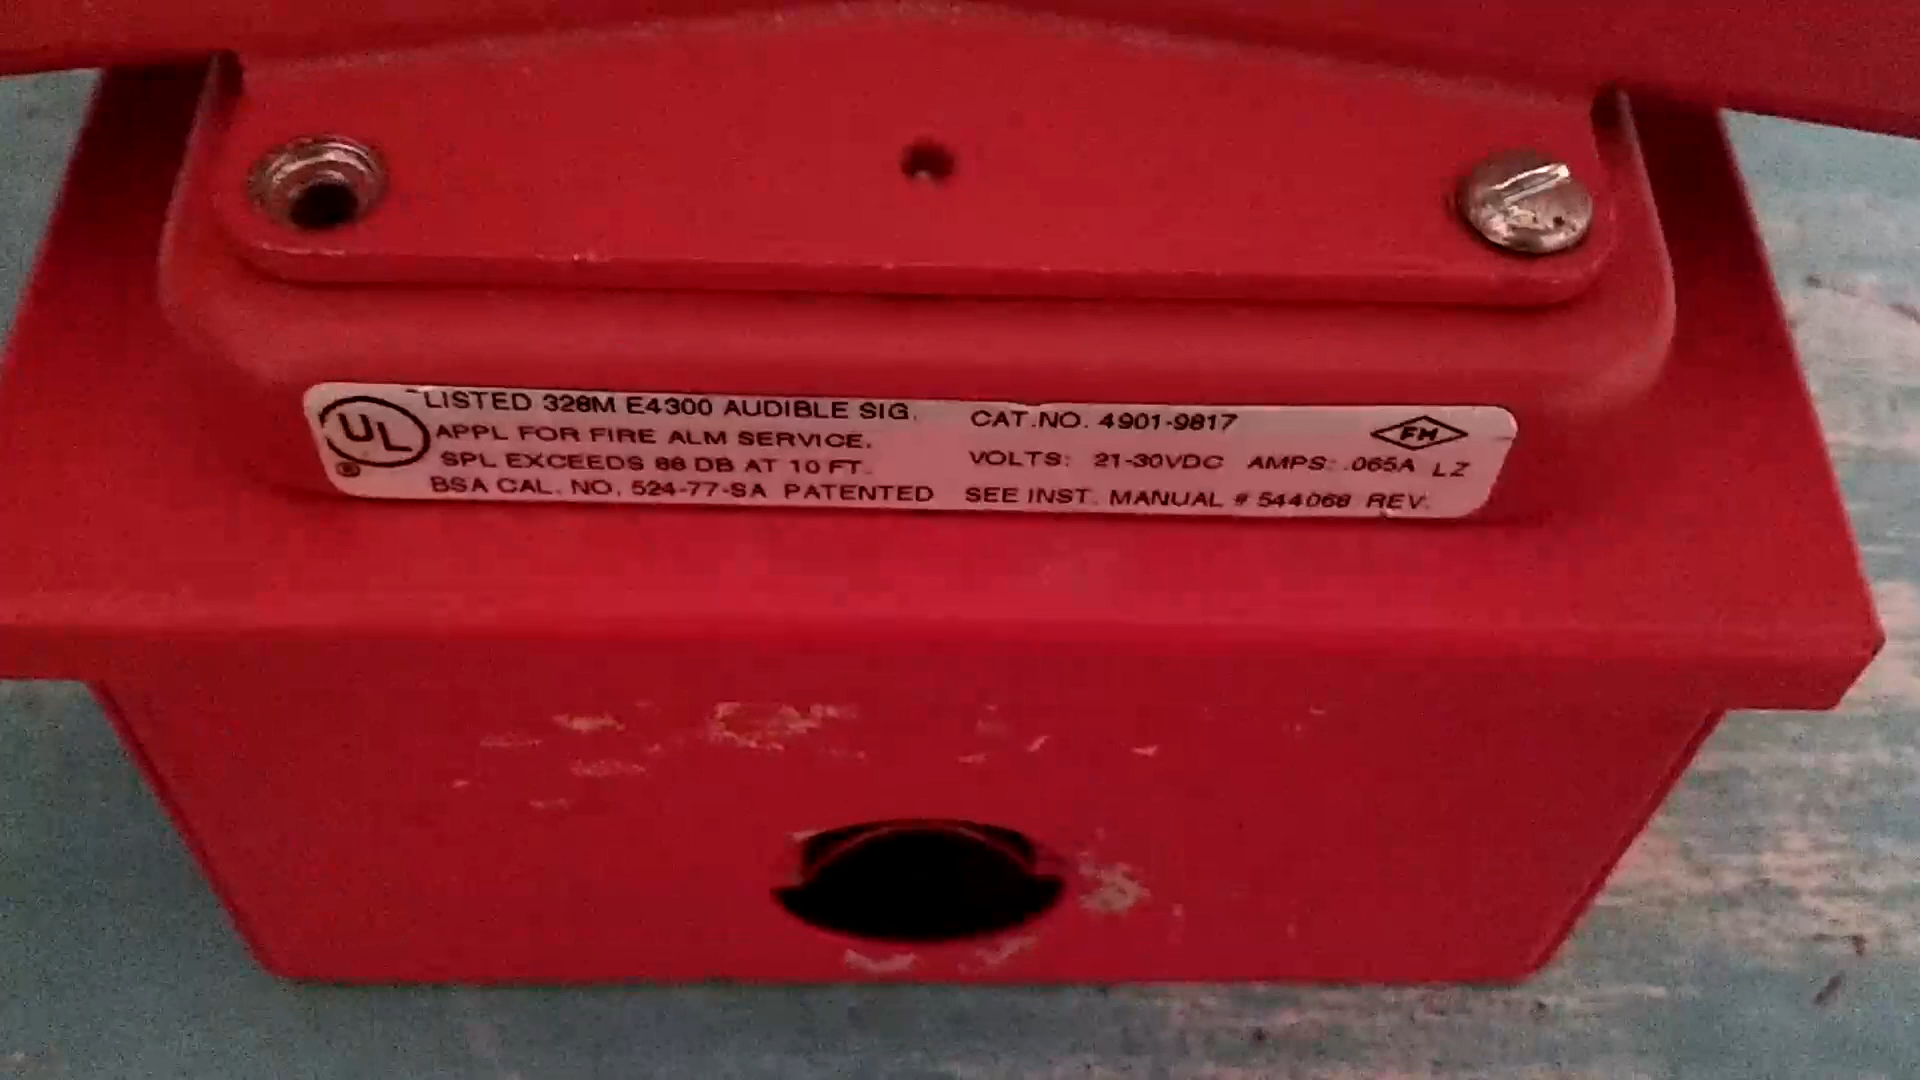 UL LISTED 328M E4300 AUDIBLE SIG.
APPL FOR FIRE ALM SERVICE.
SPL EXCEEDS 88 DB AT 10 FT.
® BSA CAL. NO. 524-77-SA PATENTED
CAT.NO. 4901-9817
FM
VOLTS: 21-30VDC AMPS: .065A LZ
SEE INST. MANUAL # 544068 REV.